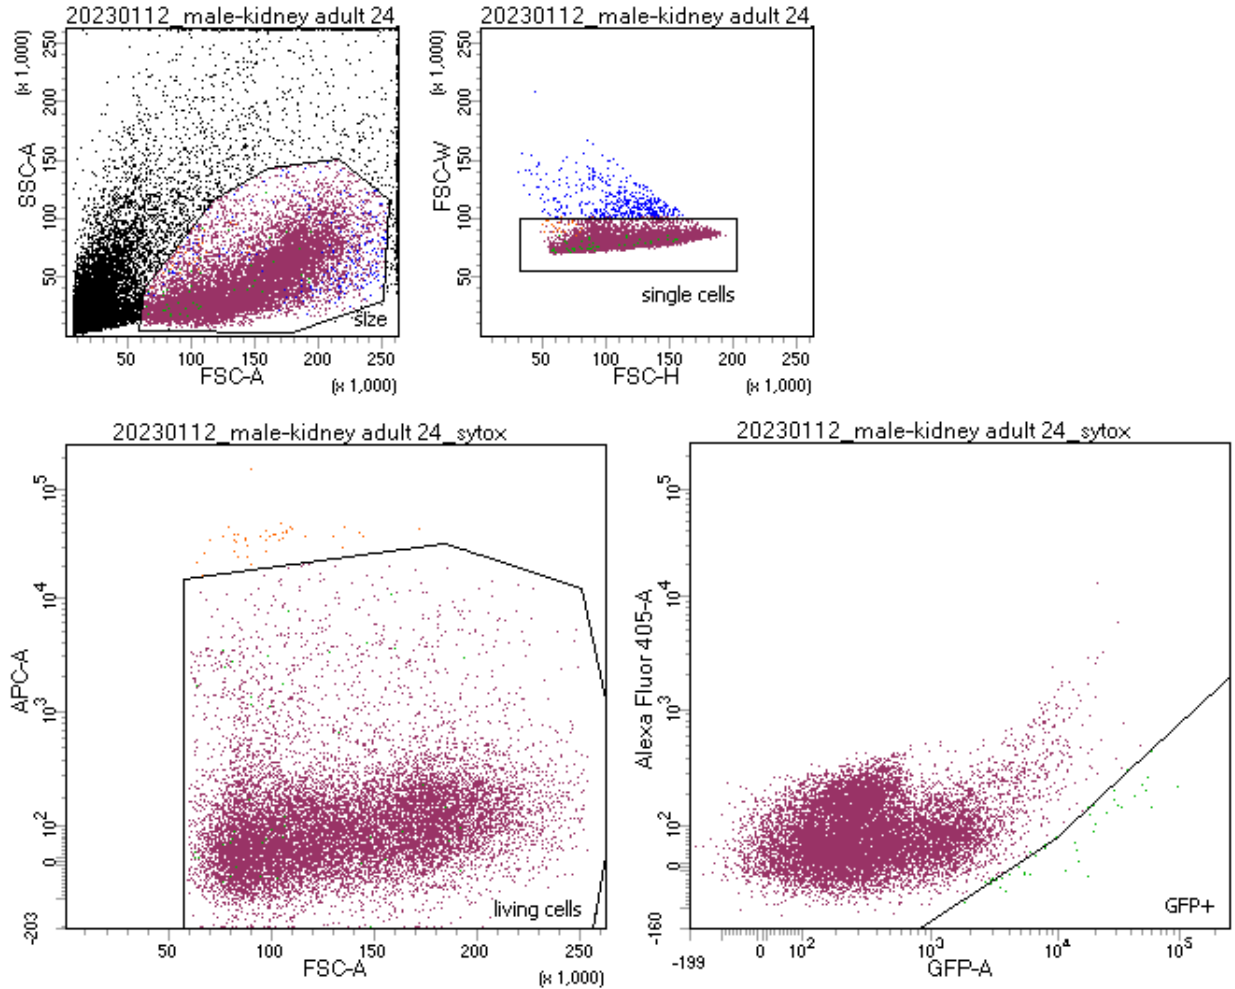 20230112_male-kidney adult 24
(x 1,000)
SSC-A
250
200
150
100
50
size
50 100 150 200 250
FSC-A
(x 1,000)
20230112_male-kidney adult 24
(x 1,000)
FSC-W
250
200
150
100
50
single cells
50 100 150 200 250
FSC-H
(x 1,000)
20230112_male-kidney adult 24_sytox
APC-A
10^5
10^4
10^3
10^2
0
-203
living cells
50 100 150 200 250
FSC-A
(x 1,000)
20230112_male-kidney adult 24_sytox
Alexa Fluor 405-A
10^5
10^4
10^3
10^2
0
-160
GFP+
-199 0 10^2 10^3 10^4 10^5
GFP-A